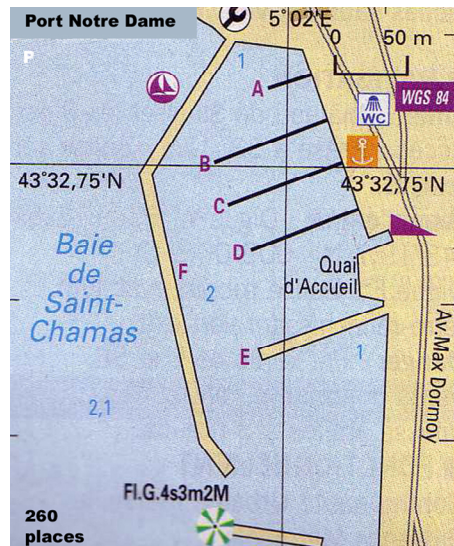 Port Notre Dame
5°02'E
0 50 m
P
1
A
WGS 84
WC
B
43°32,75'N
43°32,75'N
C
Baie
de
Saint-
Chamas
D
F
Quai
d'Accueil
2
E
1
Av.Max Dormoy
2,1
Fl.G.4s3m2M
260
places